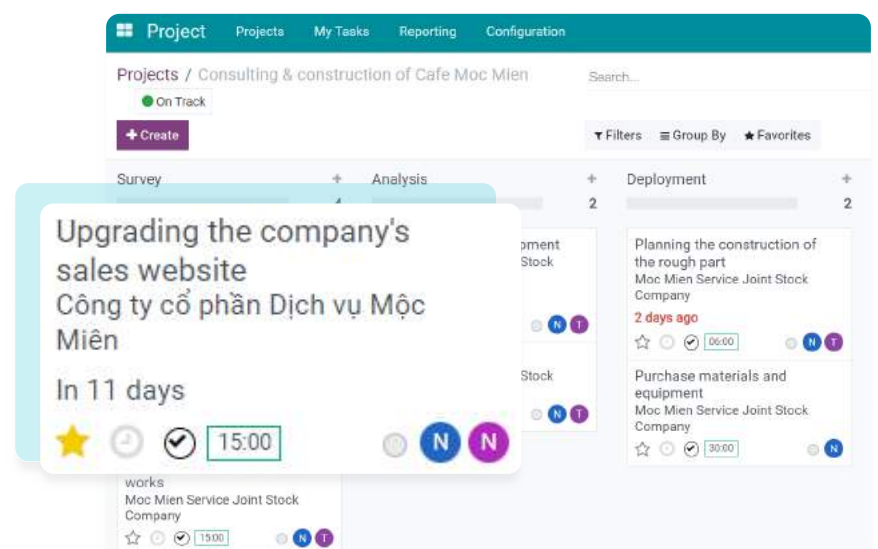 Project Projects My Tasks Reporting Configuration
Projects / Consulting & construction of Cafe Moc Mien
Search...
On Track
+ Create
Filters Group By Favorites
Survey +
4
Analysis +
2
Deployment +
2
Upgrading the company's
sales website
Công ty cổ phần Dịch vụ Mộc
Miên
In 11 days
15:00 N N
works
Moc Mien Service Joint Stock
Company
15:00 N T
Stock
N T
Stock
N T
Planning the construction of
the rough part
Moc Mien Service Joint Stock
Company
2 days ago
06:00 N T
Purchase materials and
equipment
Moc Mien Service Joint Stock
Company
30:00 N